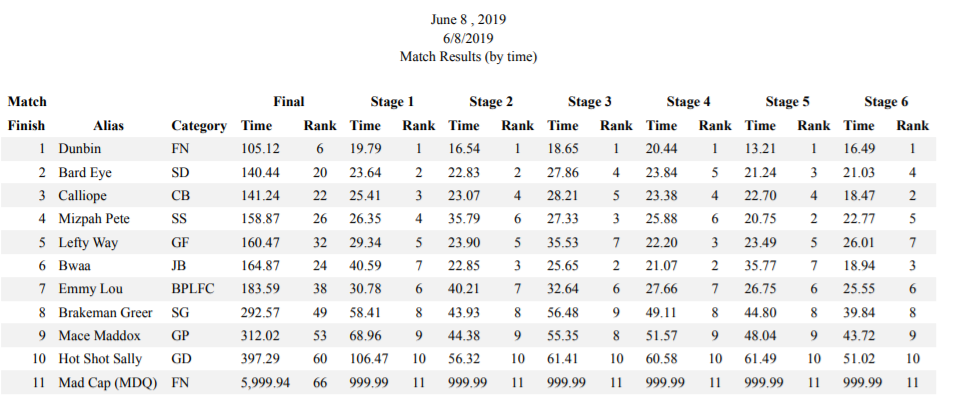 June 8 , 2019
6/8/2019
Match Results (by time)
Match Final Stage 1 Stage 2 Stage 3 Stage 4 Stage 5 Stage 6
Finish Alias Category Time Rank Time Rank Time Rank Time Rank Time Rank Time Rank Time Rank
1 Dunbin FN 105.12 6 19.79 1 16.54 1 18.65 1 20.44 1 13.21 1 16.49 1
2 Bard Eye SD 140.44 20 23.64 2 22.83 2 27.86 4 23.84 5 21.24 3 21.03 4
3 Calliope CB 141.24 22 25.41 3 23.07 4 28.21 5 23.38 4 22.70 4 18.47 2
4 Mizpah Pete SS 158.87 26 26.35 4 35.79 6 27.33 3 25.88 6 20.75 2 22.77 5
5 Lefty Way GF 160.47 32 29.34 5 23.90 5 35.53 7 22.20 3 23.49 5 26.01 7
6 Bwaa JB 164.87 24 40.59 7 22.85 3 25.65 2 21.07 2 35.77 7 18.94 3
7 Emmy Lou BPLFC 183.59 38 30.78 6 40.21 7 32.64 6 27.66 7 26.75 6 25.55 6
8 Brakeman Greer SG 292.57 49 58.41 8 43.93 8 56.48 9 49.11 8 44.80 8 39.84 8
9 Mace Maddox GP 312.02 53 68.96 9 44.38 9 55.35 8 51.57 9 48.04 9 43.72 9
10 Hot Shot Sally GD 397.29 60 106.47 10 56.32 10 61.41 10 60.58 10 61.49 10 51.02 10
11 Mad Cap (MDQ) FN 5,999.94 66 999.99 11 999.99 11 999.99 11 999.99 11 999.99 11 999.99 11